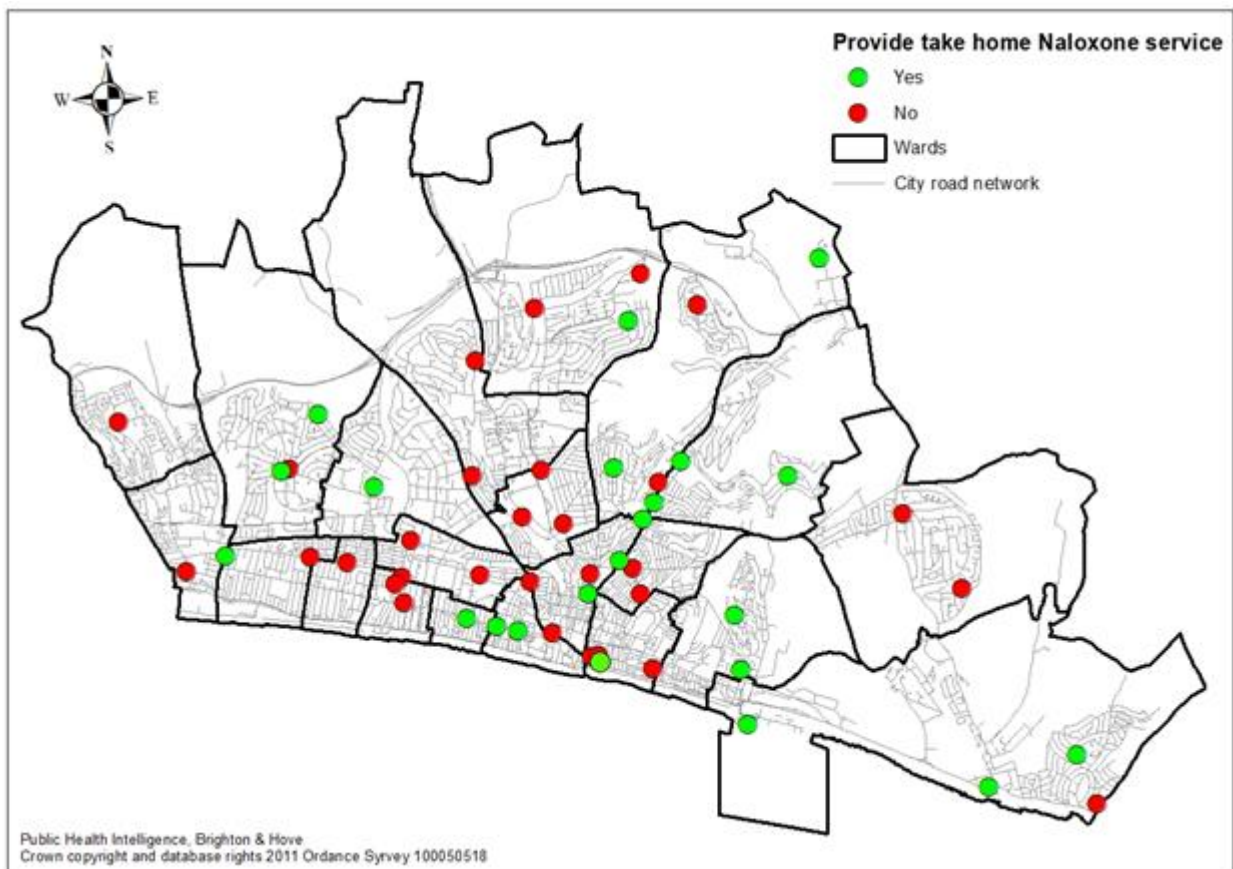 Provide take home Naloxone service
Yes
No
Wards
City road network
N
W E
S
Public Health Intelligence, Brighton & Hove
Crown copyright and database rights 2011 Ordance Syrvey 100050518